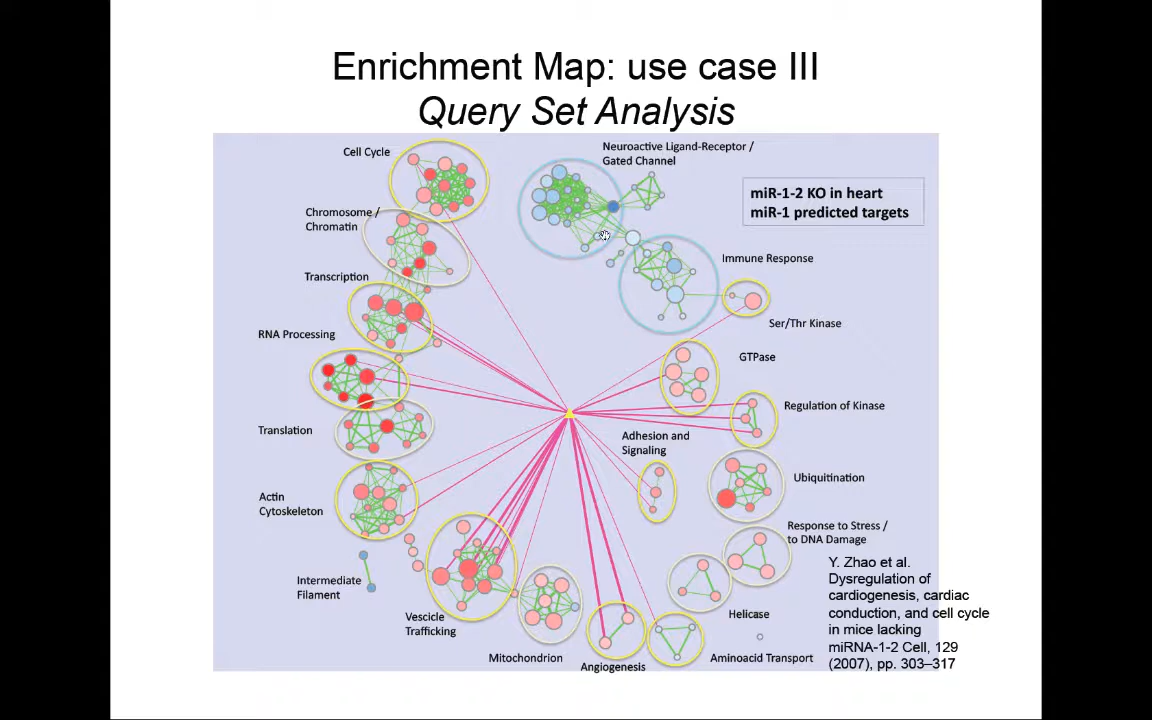 Enrichment Map: use case III
Query Set Analysis
Cell Cycle
Neuroactive Ligand-Receptor /
Gated Channel
miR-1-2 KO in heart
miR-1 predicted targets
Chromosome /
Chromatin
Immune Response
Transcription
Ser/Thr Kinase
RNA Processing
GTPase
Regulation of Kinase
Translation
Adhesion and
Signaling
Ubiquitination
Actin
Cytoskeleton
Response to Stress /
to DNA Damage
Intermediate
Filament
Vescicle
Trafficking
Helicase
Mitochondrion
Angiogenesis
Aminoacid Transport
Y. Zhao et al.
Dysregulation of
cardiogenesis, cardiac
conduction, and cell cycle
in mice lacking
miRNA-1-2 Cell, 129
(2007), pp. 303–317